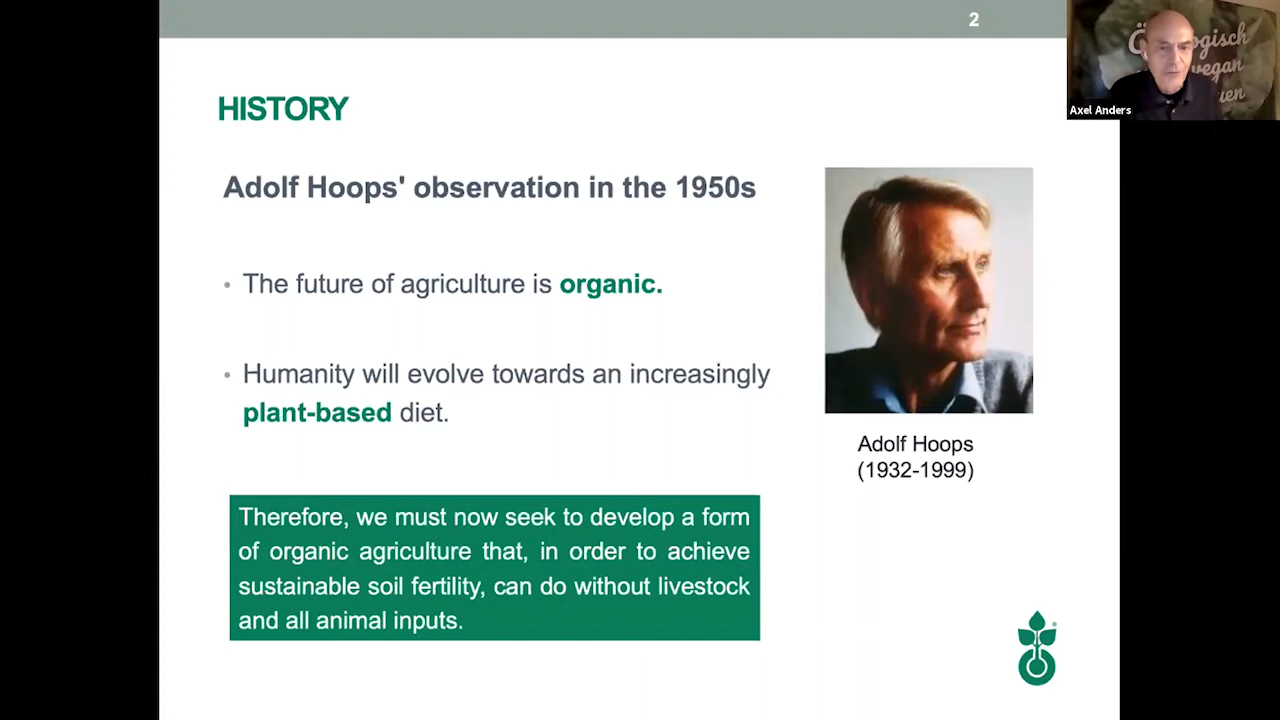 2
HISTORY
Adolf Hoops' observation in the 1950s
• The future of agriculture is organic.
• Humanity will evolve towards an increasingly
plant-based diet.
Therefore, we must now seek to develop a form
of organic agriculture that, in order to achieve
sustainable soil fertility, can do without livestock
and all animal inputs.
Adolf Hoops
(1932-1999)
vegan
Axel Anders